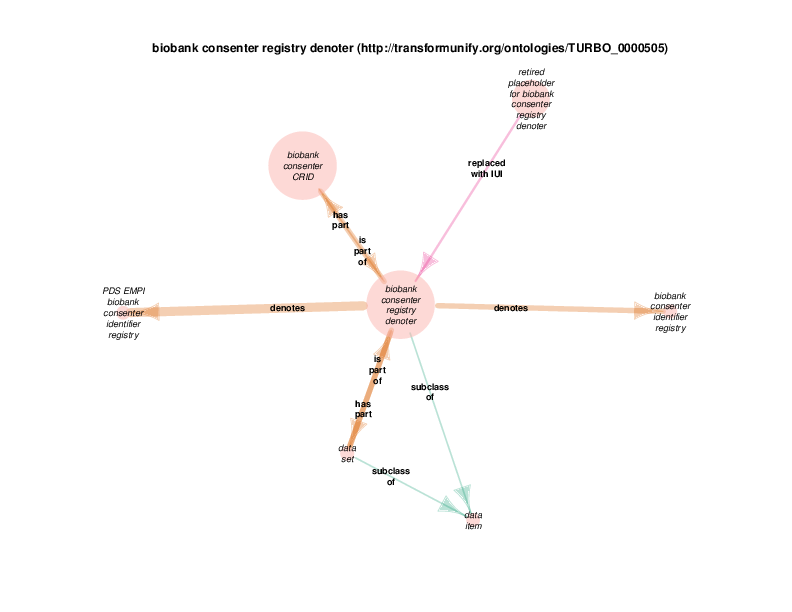 biobank consenter registry denoter (http://transformunify.org/ontologies/TURBO_0000505)
retired
placeholder
for biobank
consenter
registry
denoter
biobank
consenter
CRID
replaced
with IUI
has
part
is
part
of
PDS EMPI
biobank
consenter
identifier
registry
denotes
biobank
consenter
registry
denoter
denotes
biobank
consenter
identifier
registry
is
part
of
subclass
of
has
part
data
set
subclass
of
data
item